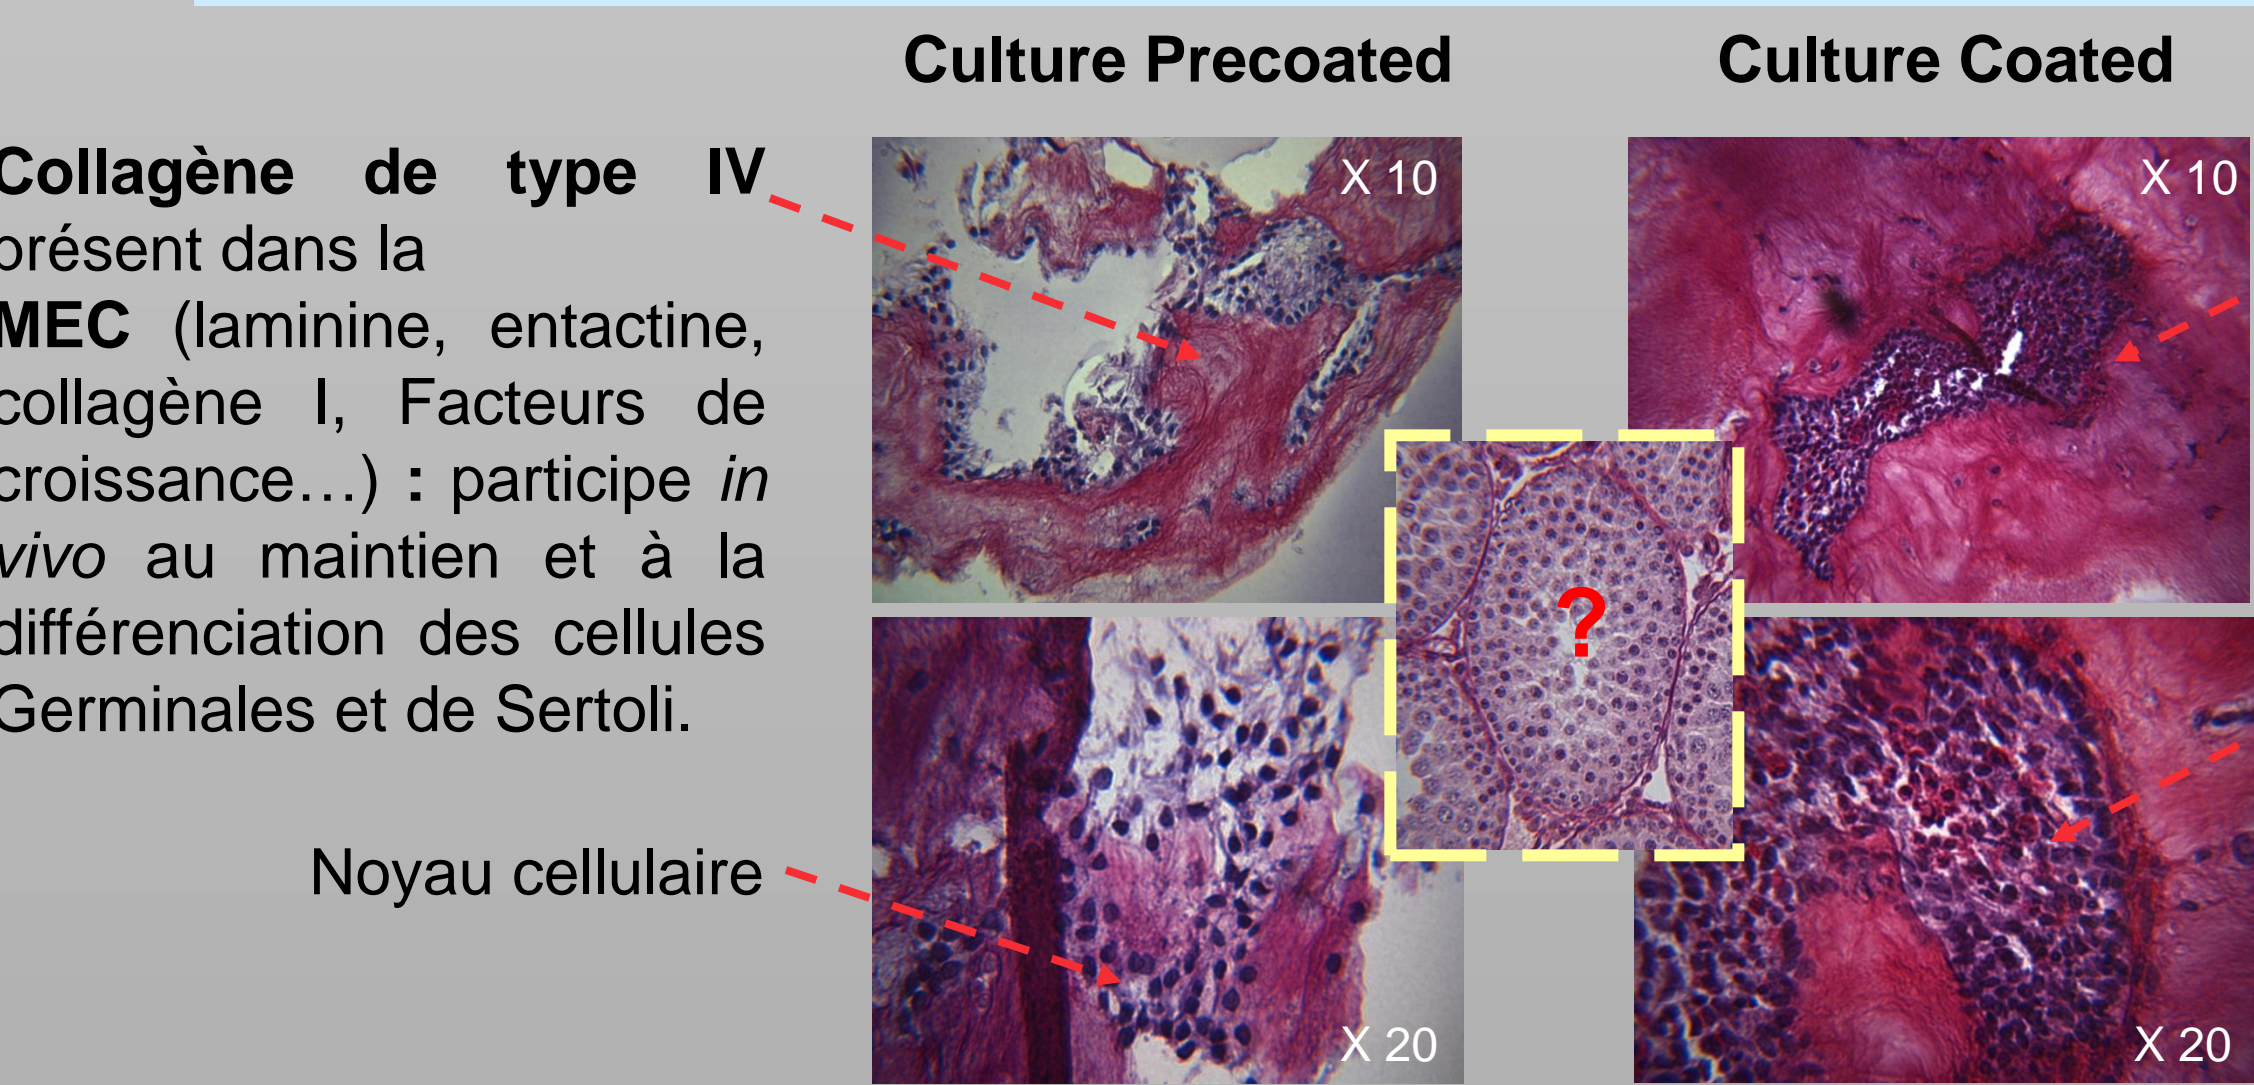 Culture Precoated
Culture Coated
Collagène de type IV
présent dans la
MEC (laminine, entactine,
collagène I, Facteurs de
croissance…) : participe in
vivo au maintien et à la
différenciation des cellules
Germinales et de Sertoli.
Noyau cellulaire
X 10
X 10
?
X 20
X 20